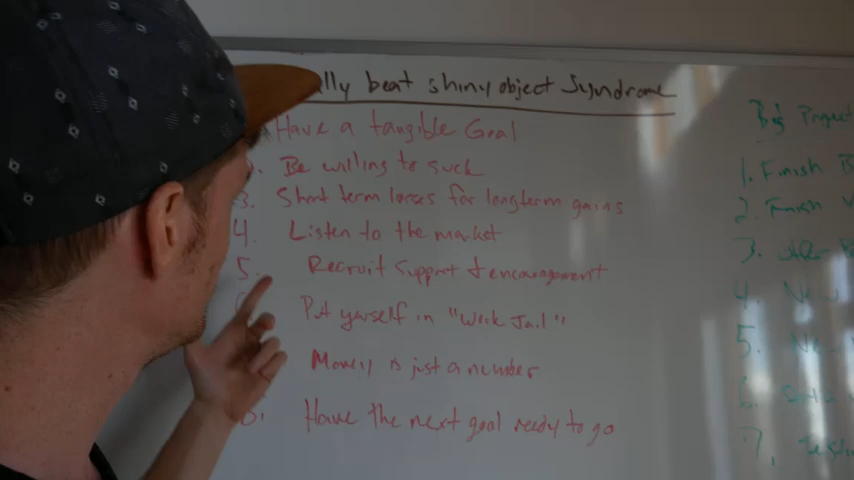 beat shiny object Syndrome
Have a tangible Goal
Be willing to suck
3. Short term losses for longterm gains
4. Listen to the market
5. Recruit support + encouragement
Put yourself in "Work Jail"
Money is just a number
Have the next goal ready to go
Big Project
1. Finish B
2. Finish V
3.
4. New
5.
6.
7.